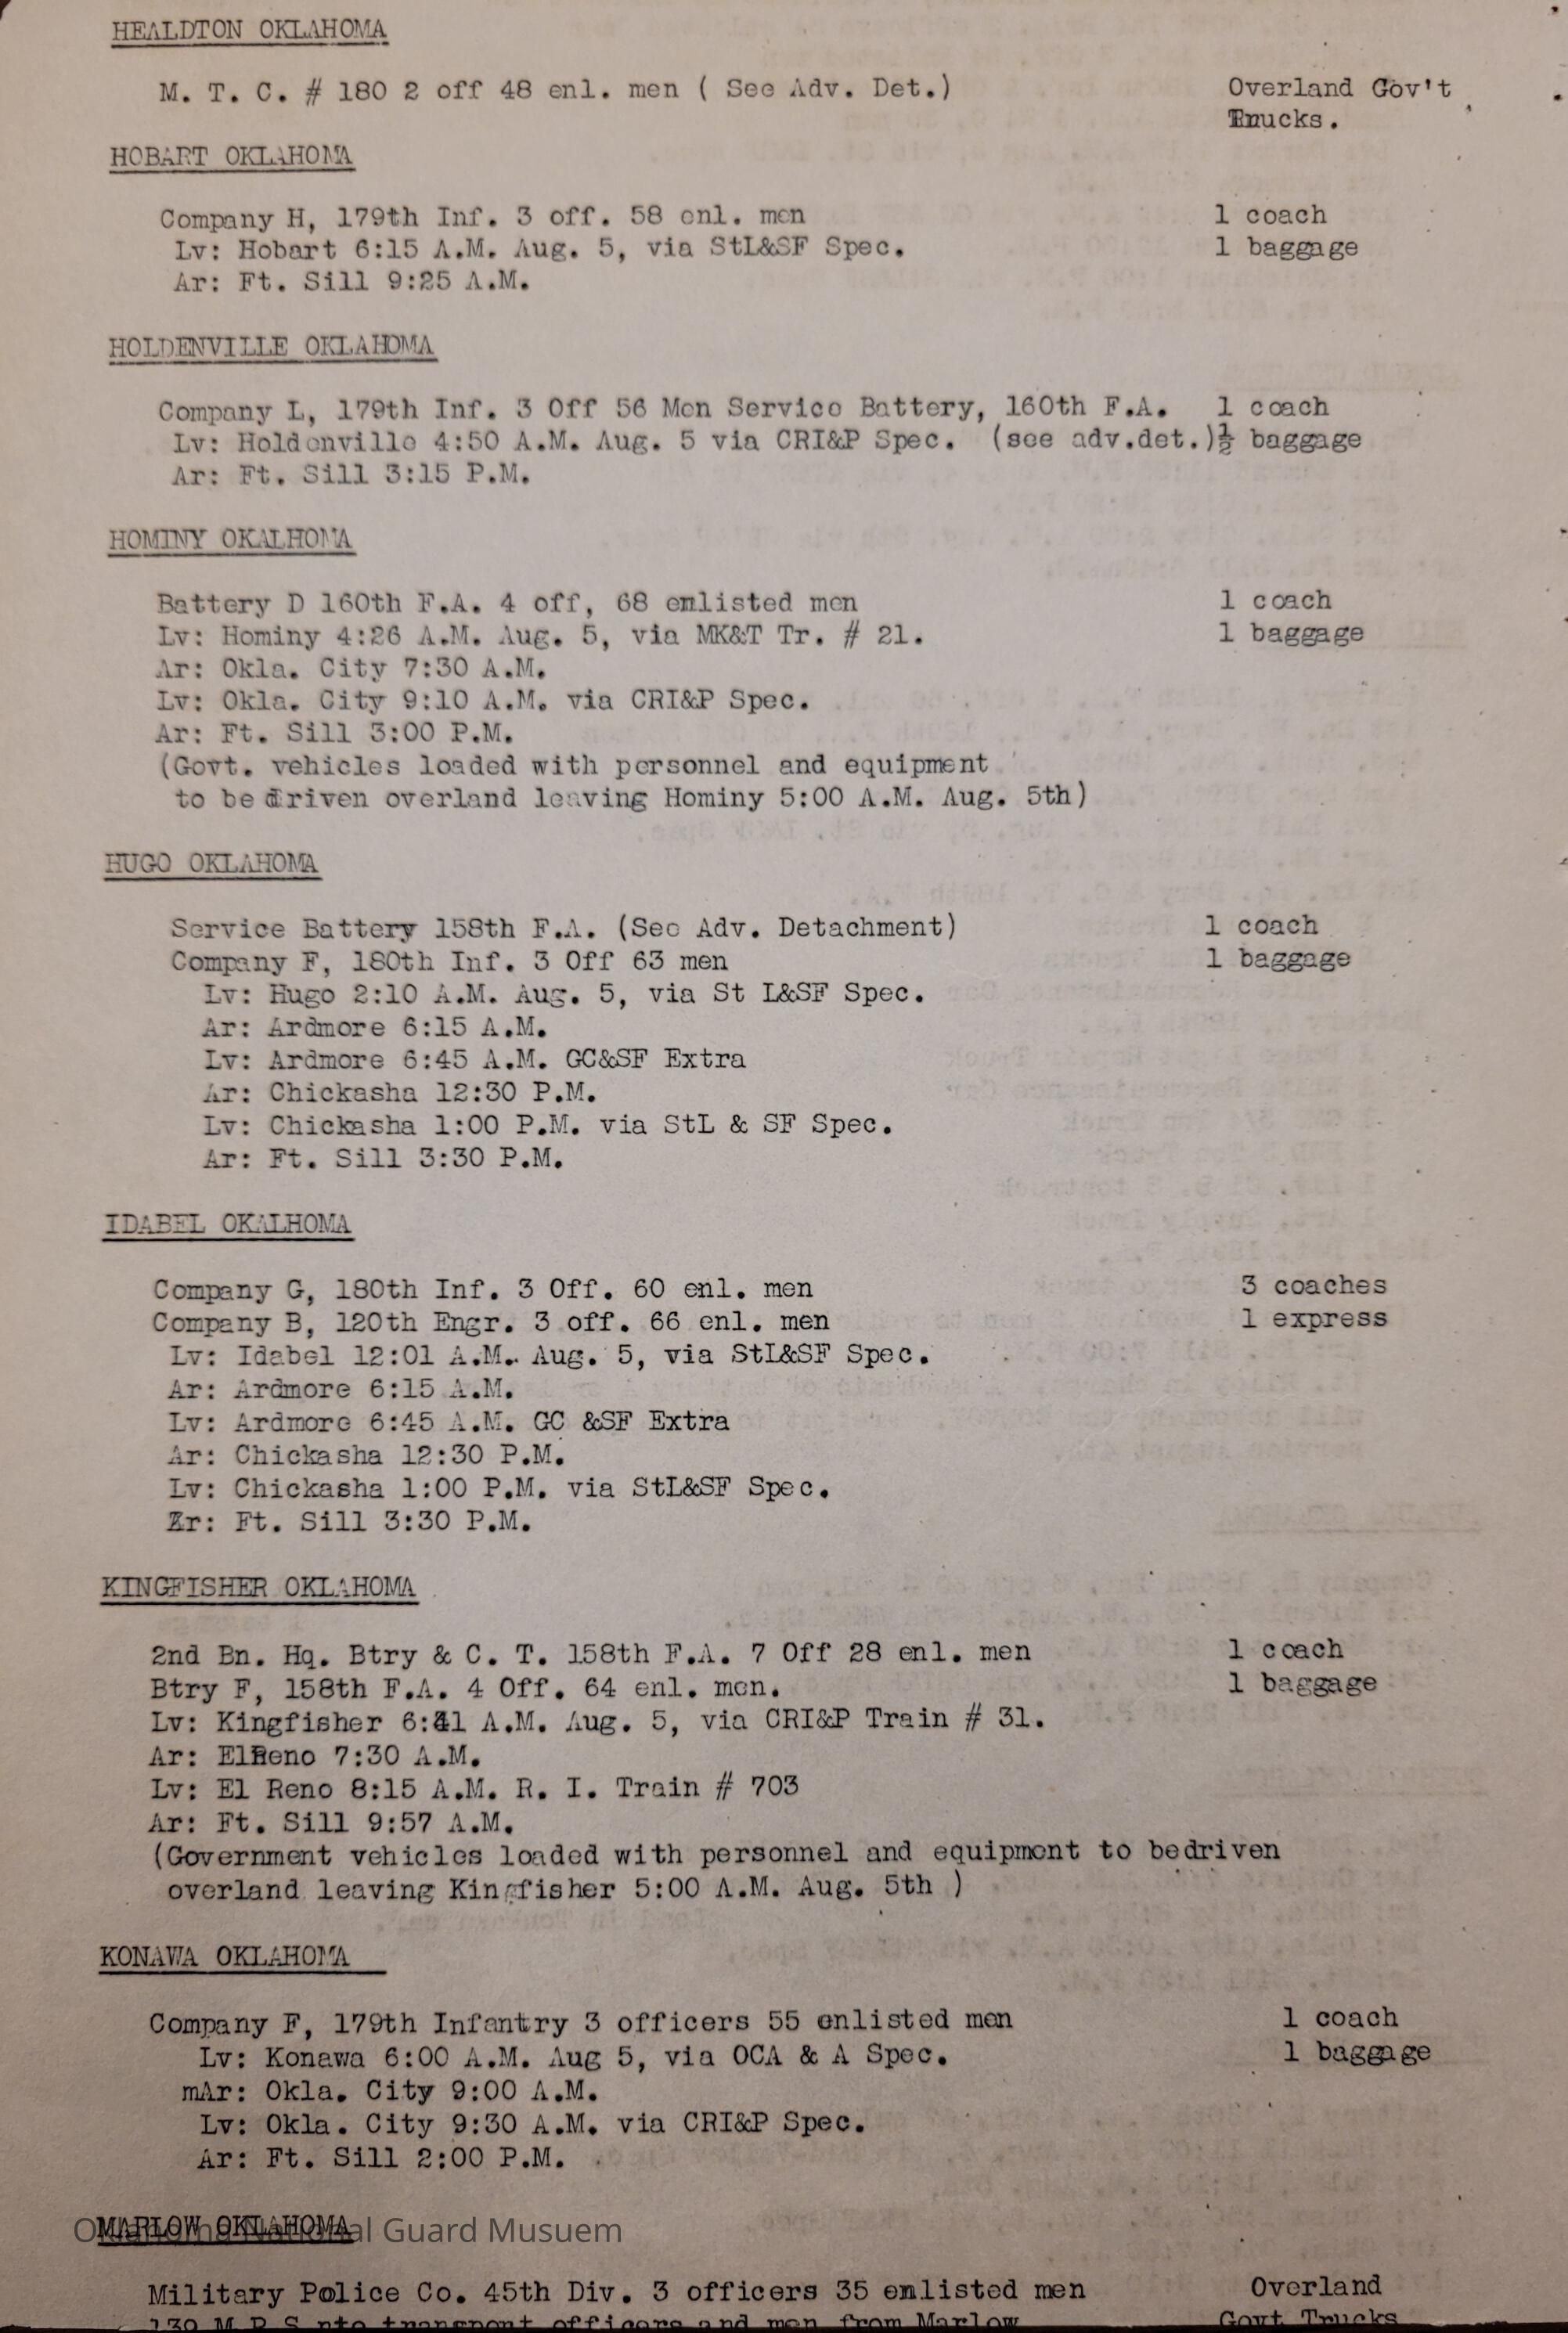 HEALDTON OKLAHOMA
M. T. C. # 180 2 off 48 enl. men ( See Adv. Det.) Overland Gov't
Trucks.
HOBART OKLAHOMA
Company H, 179th Inf. 3 off. 58 enl. men 1 coach
Lv: Hobart 6:15 A.M. Aug. 5, via StL&SF Spec. 1 baggage
Ar: Ft. Sill 9:25 A.M.
HOLDENVILLE OKLAHOMA
Company L, 179th Inf. 3 Off 56 Men Service Battery, 160th F.A. 1 coach
Lv: Holdenville 4:50 A.M. Aug. 5 via CRI&P Spec. (see adv.det.)½ baggage
Ar: Ft. Sill 3:15 P.M.
HOMINY OKALHOMA
Battery D 160th F.A. 4 off, 68 enlisted men 1 coach
Lv: Hominy 4:26 A.M. Aug. 5, via MK&T Tr. # 21. 1 baggage
Ar: Okla. City 7:30 A.M.
Lv: Okla. City 9:10 A.M. via CRI&P Spec.
Ar: Ft. Sill 3:00 P.M.
(Govt. vehicles loaded with personnel and equipment
to be driven overland leaving Hominy 5:00 A.M. Aug. 5th)
HUGO OKLAHOMA
Service Battery 158th F.A. (See Adv. Detachment) 1 coach
Company F, 180th Inf. 3 Off 63 men 1 baggage
Lv: Hugo 2:10 A.M. Aug. 5, via St L&SF Spec.
Ar: Ardmore 6:15 A.M.
Lv: Ardmore 6:45 A.M. GC&SF Extra
Ar: Chickasha 12:30 P.M.
Lv: Chickasha 1:00 P.M. via StL & SF Spec.
Ar: Ft. Sill 3:30 P.M.
IDABEL OKALHOMA
Company G, 180th Inf. 3 Off. 60 enl. men 3 coaches
Company B, 120th Engr. 3 off. 66 enl. men 1 express
Lv: Idabel 12:01 A.M. Aug. 5, via StL&SF Spec.
Ar: Ardmore 6:15 A.M.
Lv: Ardmore 6:45 A.M. GC &SF Extra
Ar: Chickasha 12:30 P.M.
Lv: Chickasha 1:00 P.M. via StL&SF Spec.
Ar: Ft. Sill 3:30 P.M.
KINGFISHER OKLAHOMA
2nd Bn. Hq. Btry & C. T. 158th F.A. 7 Off 28 enl. men 1 coach
Btry F, 158th F.A. 4 Off. 64 enl. men. 1 baggage
Lv: Kingfisher A.M. Aug. 5, via CRI&P Train # 31.
Ar: ElReno 7:30 A.M.
Lv: El Reno 8:15 A.M. R. I. Train # 703
Ar: Ft. Sill 9:57 A.M.
(Government vehicles loaded with personnel and equipment to bedriven
overland leaving Kingfisher 5:00 A.M. Aug. 5th )
KONAWA OKLAHOMA
Company F, 179th Infantry 3 officers 55 enlisted men 1 coach
Lv: Konawa 6:00 A.M. Aug 5, via OCA & A Spec. 1 baggage
mAr: Okla. City 9:00 A.M.
Lv: Okla. City 9:30 A.M. via CRI&P Spec.
Ar: Ft. Sill 2:00 P.M.
MARLOW OKLAHOMA
Oklahoma National Guard Musuem
Military Police Co. 45th Div. 3 officers 35 enlisted men Overland
transport officers and men from Marlow Govt Trucks